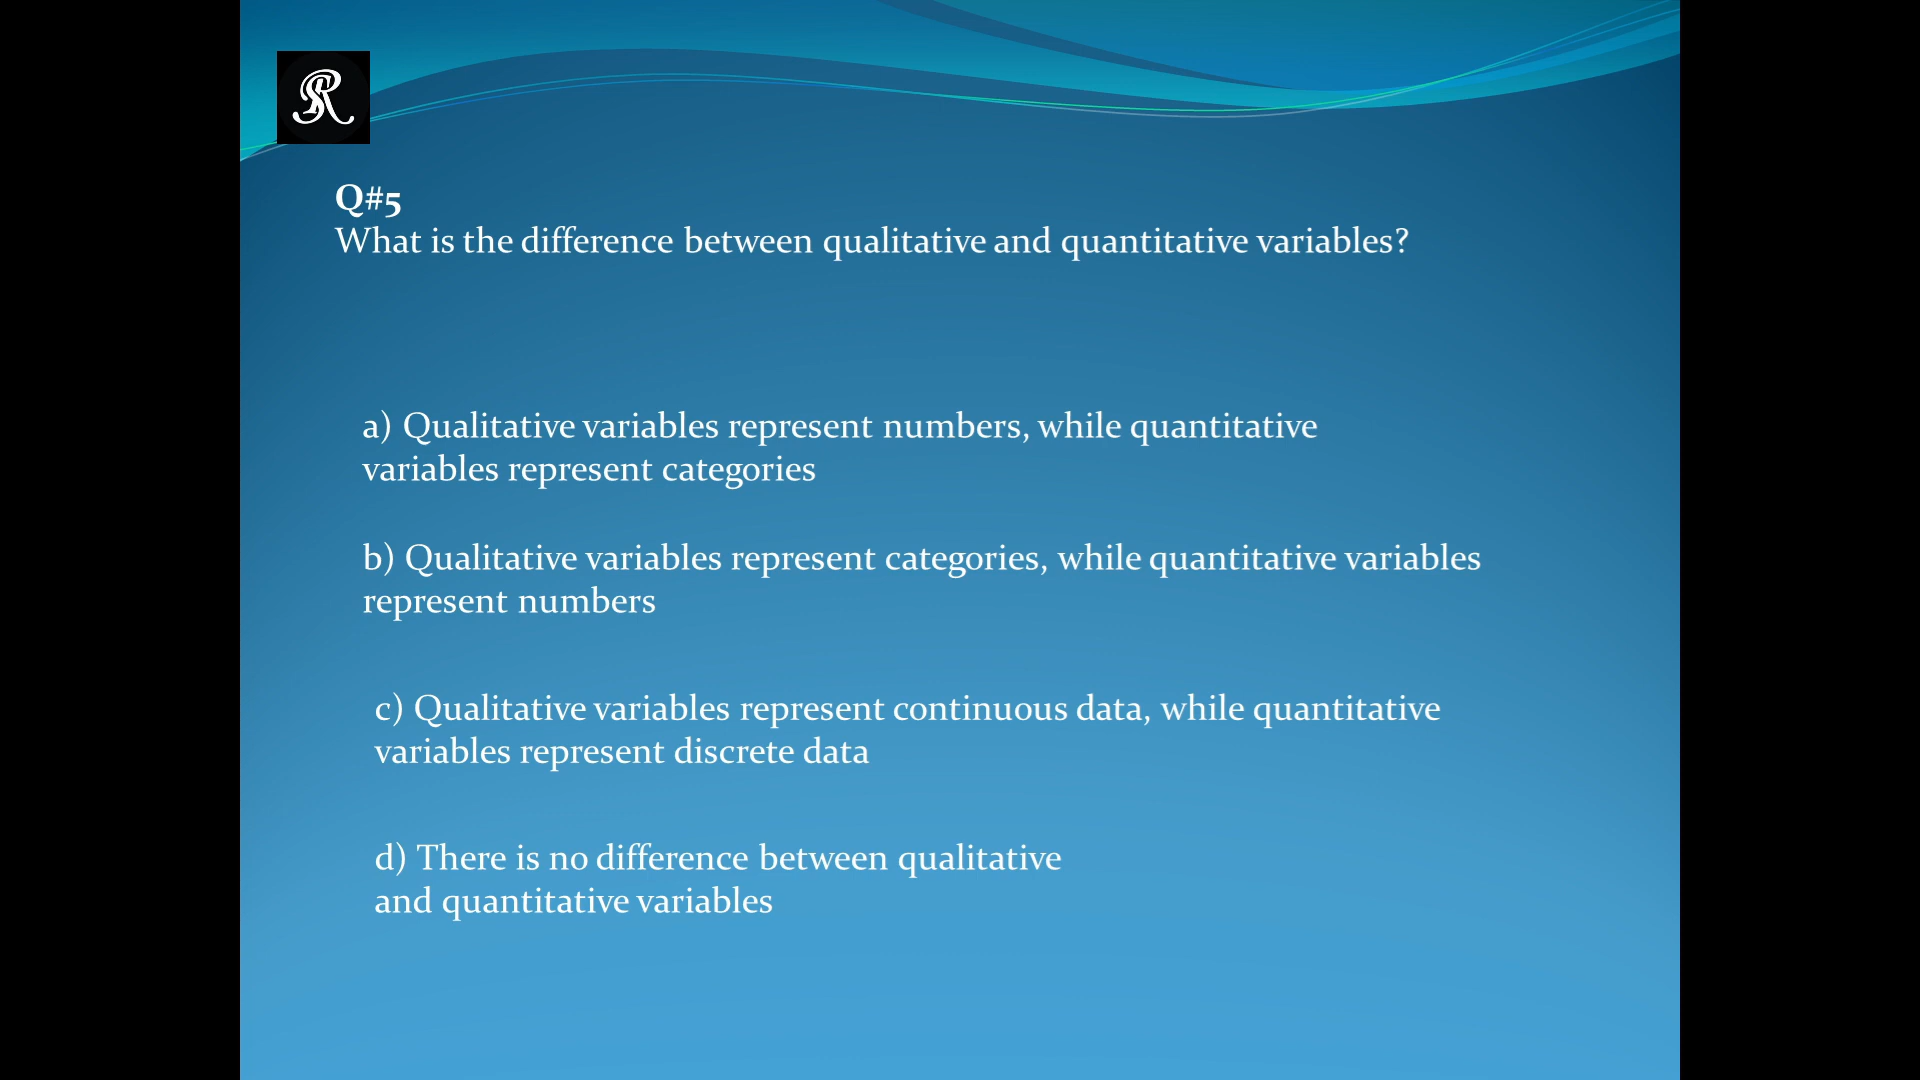 Q#5
What is the difference between qualitative and quantitative variables?
a) Qualitative variables represent numbers, while quantitative
variables represent categories
b) Qualitative variables represent categories, while quantitative variables
represent numbers
c) Qualitative variables represent continuous data, while quantitative
variables represent discrete data
d) There is no difference between qualitative
and quantitative variables